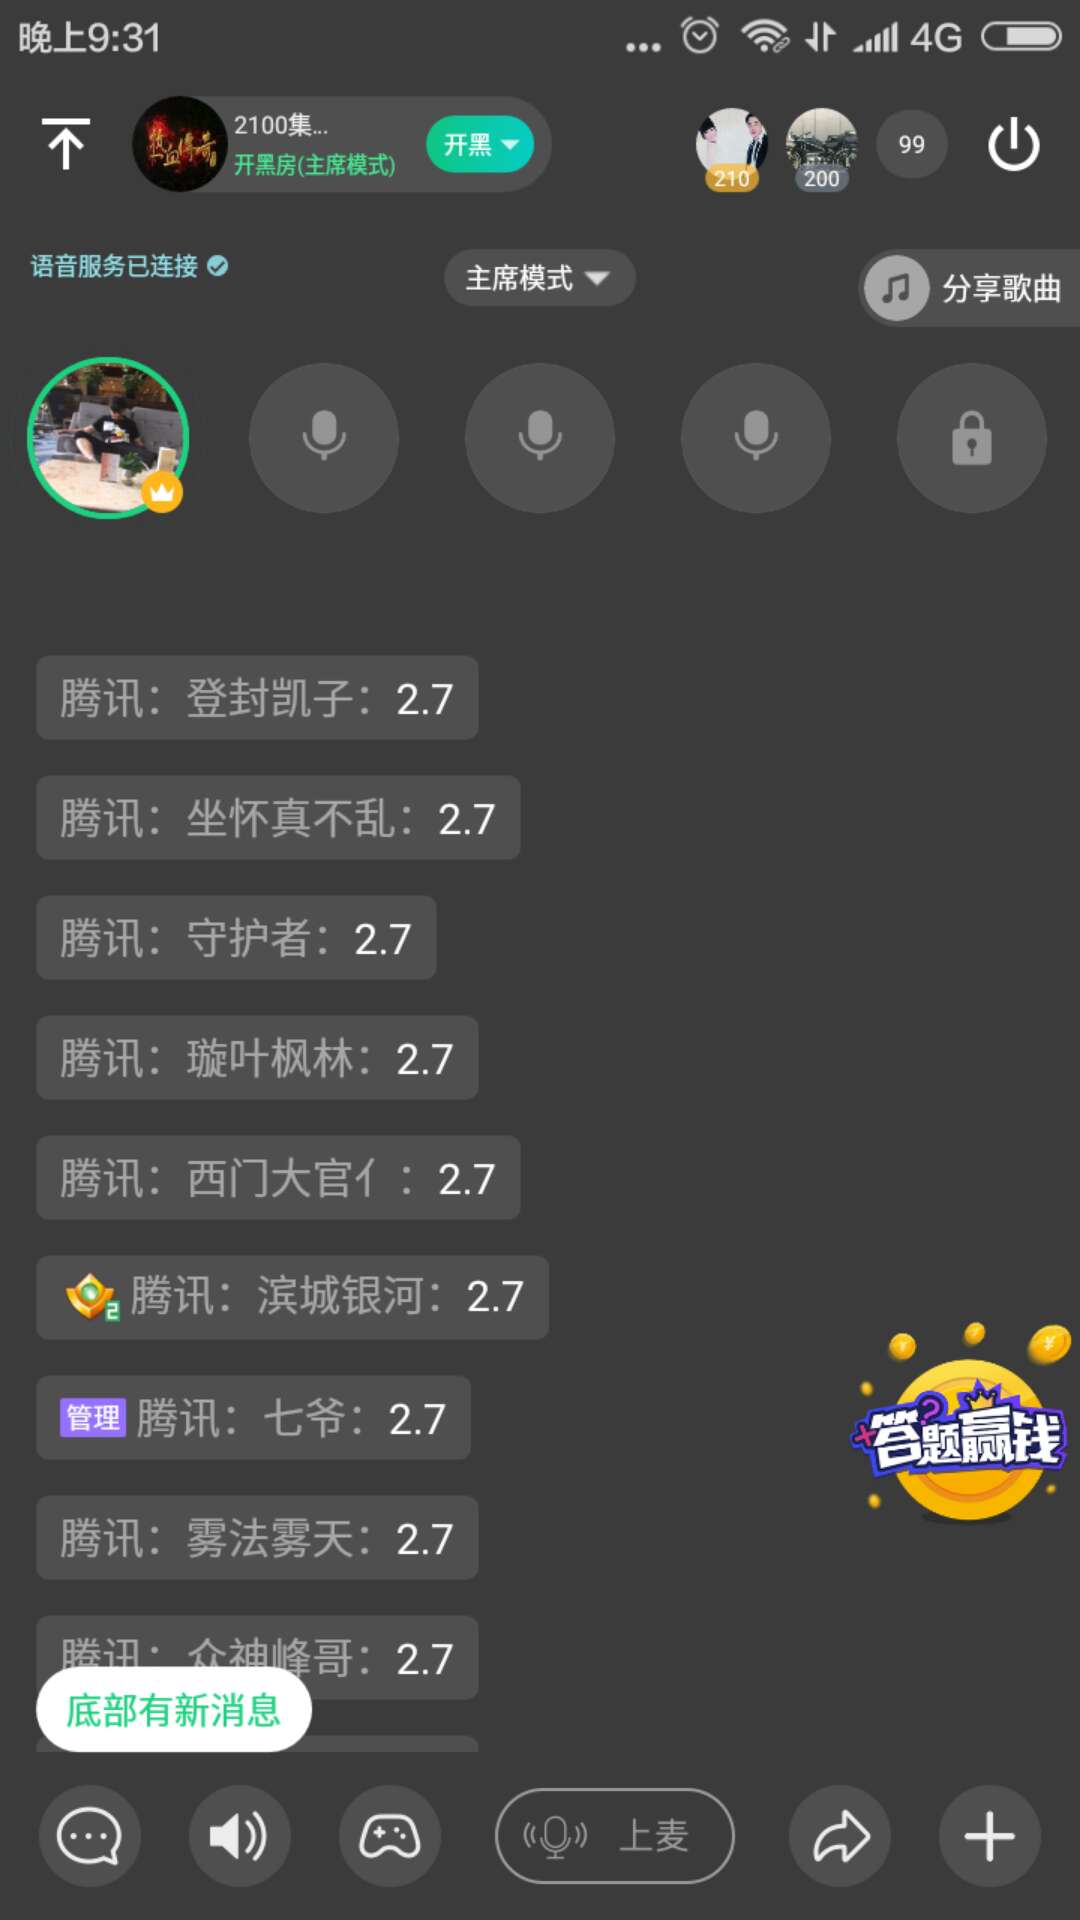 晚上9:31
4G
热血传奇
2100集...
开黑房(主席模式)
开黑
210
200
99
语音服务已连接
主席模式
分享歌曲
腾讯：登封凯子：2.7
腾讯：坐怀真不乱：2.7
腾讯：守护者：2.7
腾讯：璇叶枫林：2.7
腾讯：西门大官亻：2.7
2 腾讯：滨城银河：2.7
管理 腾讯：七爷：2.7
答题赢钱
腾讯：雾法雾天：2.7
腾讯：众神峰哥：2.7
底部有新消息
上麦